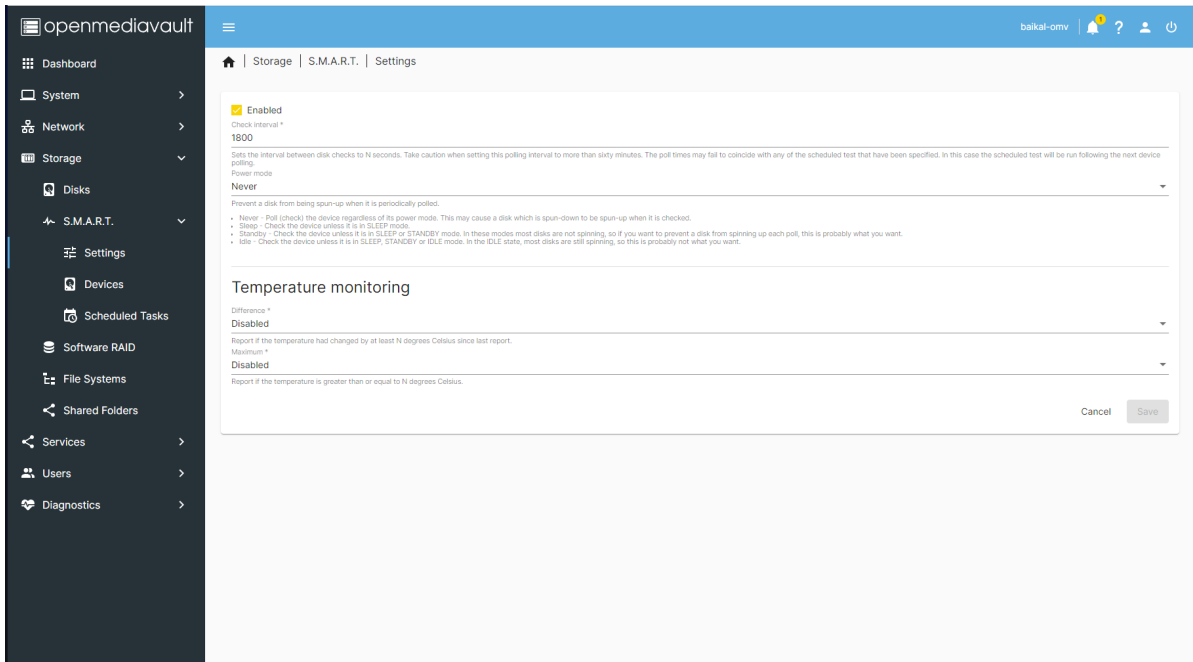 openmediavault
baikal-omv
1
?
Dashboard
System
Network
Storage
Disks
S.M.A.R.T.
Settings
Devices
Scheduled Tasks
Software RAID
File Systems
Shared Folders
Services
Users
Diagnostics
| Storage | S.M.A.R.T. | Settings
Enabled
Check interval *
1800
Sets the interval between disk checks to N seconds. Take caution when setting this polling interval to more than sixty minutes. The poll times may fail to coincide with any of the scheduled test that have been specified. In this case the scheduled test will be run following the next device
polling.
Power mode
Never
Prevent a disk from being spun-up when it is periodically polled.
• Never - Poll (check) the device regardless of its power mode. This may cause a disk which is spun-down to be spun-up when it is checked.
• Sleep - Check the device unless it is in SLEEP mode.
• Standby - Check the device unless it is in SLEEP or STANDBY mode. In these modes most disks are not spinning, so if you want to prevent a disk from spinning up each poll, this is probably what you want.
• Idle - Check the device unless it is in SLEEP, STANDBY or IDLE mode. In the IDLE state, most disks are still spinning, so this is probably not what you want.
Temperature monitoring
Difference *
Disabled
Report if the temperature had changed by at least N degrees Celsius since last report.
Maximum *
Disabled
Report if the temperature is greater than or equal to N degrees Celsius.
Cancel
Save